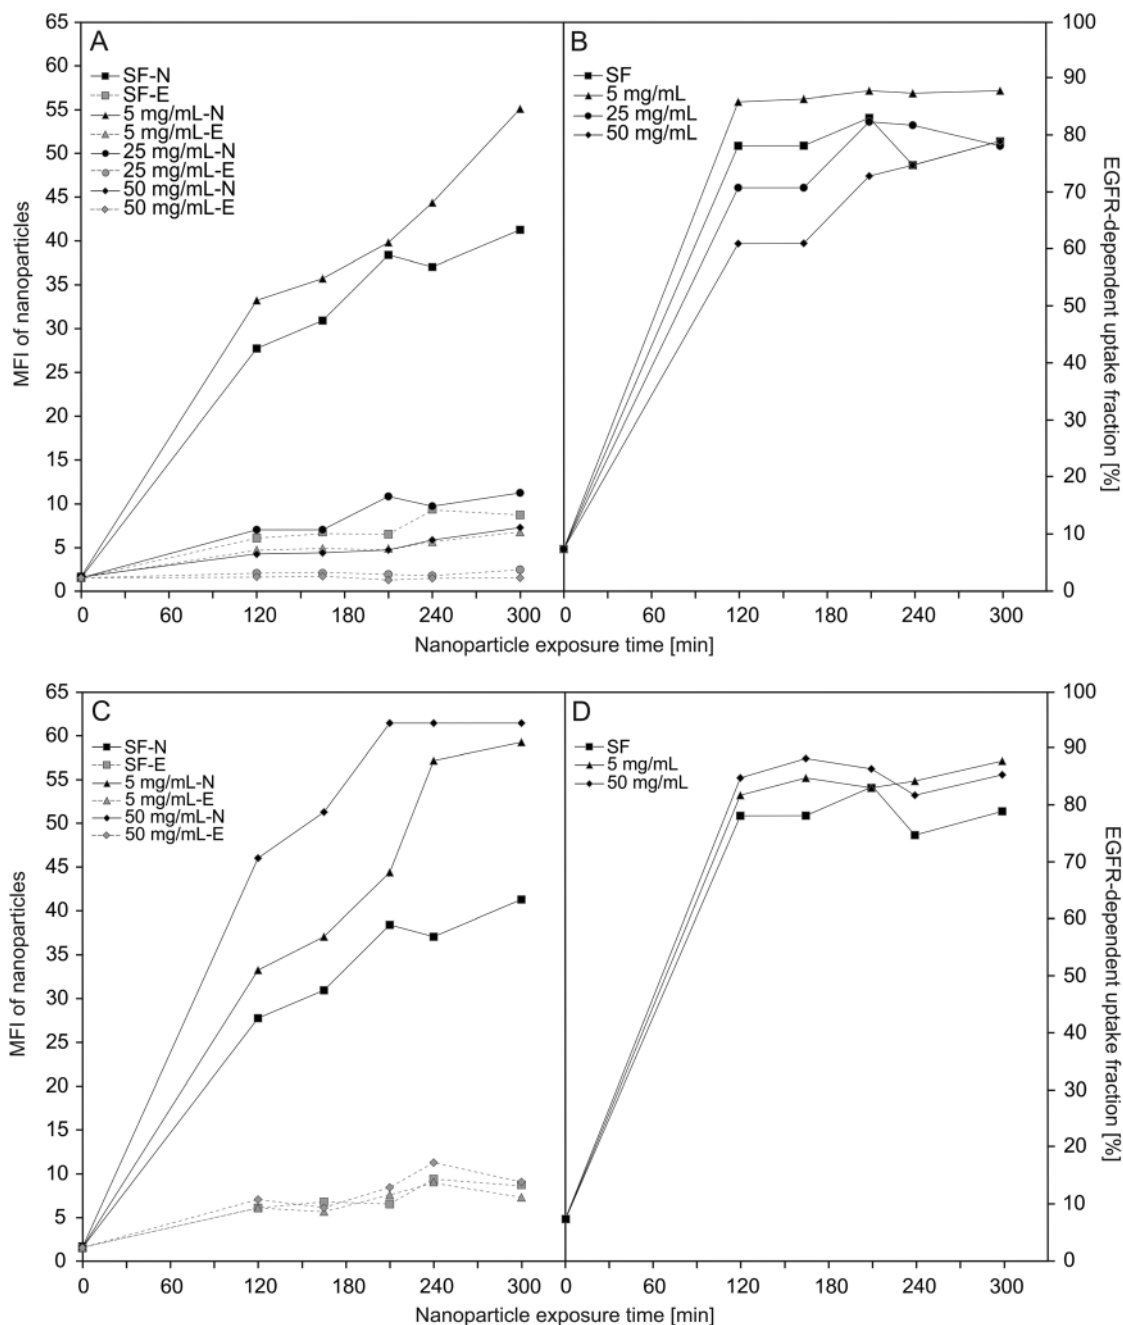 A
SF-N
SF-E
5 mg/mL-N
5 mg/mL-E
25 mg/mL-N
25 mg/mL-E
50 mg/mL-N
50 mg/mL-E
65
60
55
50
45
40
35
30
25
20
15
10
5
0
MFI of nanoparticles
0 60 120 180 240 300
B
SF
5 mg/mL
25 mg/mL
50 mg/mL
100
90
80
70
60
50
40
30
20
10
0
EGFR-dependent uptake fraction [%]
0 60 120 180 240 300
Nanoparticle exposure time [min]
C
SF-N
SF-E
5 mg/mL-N
5 mg/mL-E
50 mg/mL-N
50 mg/mL-E
65
60
55
50
45
40
35
30
25
20
15
10
5
0
MFI of nanoparticles
0 60 120 180 240 300
D
SF
5 mg/mL
50 mg/mL
100
90
80
70
60
50
40
30
20
10
0
EGFR-dependent uptake fraction [%]
0 60 120 180 240 300
Nanoparticle exposure time [min]